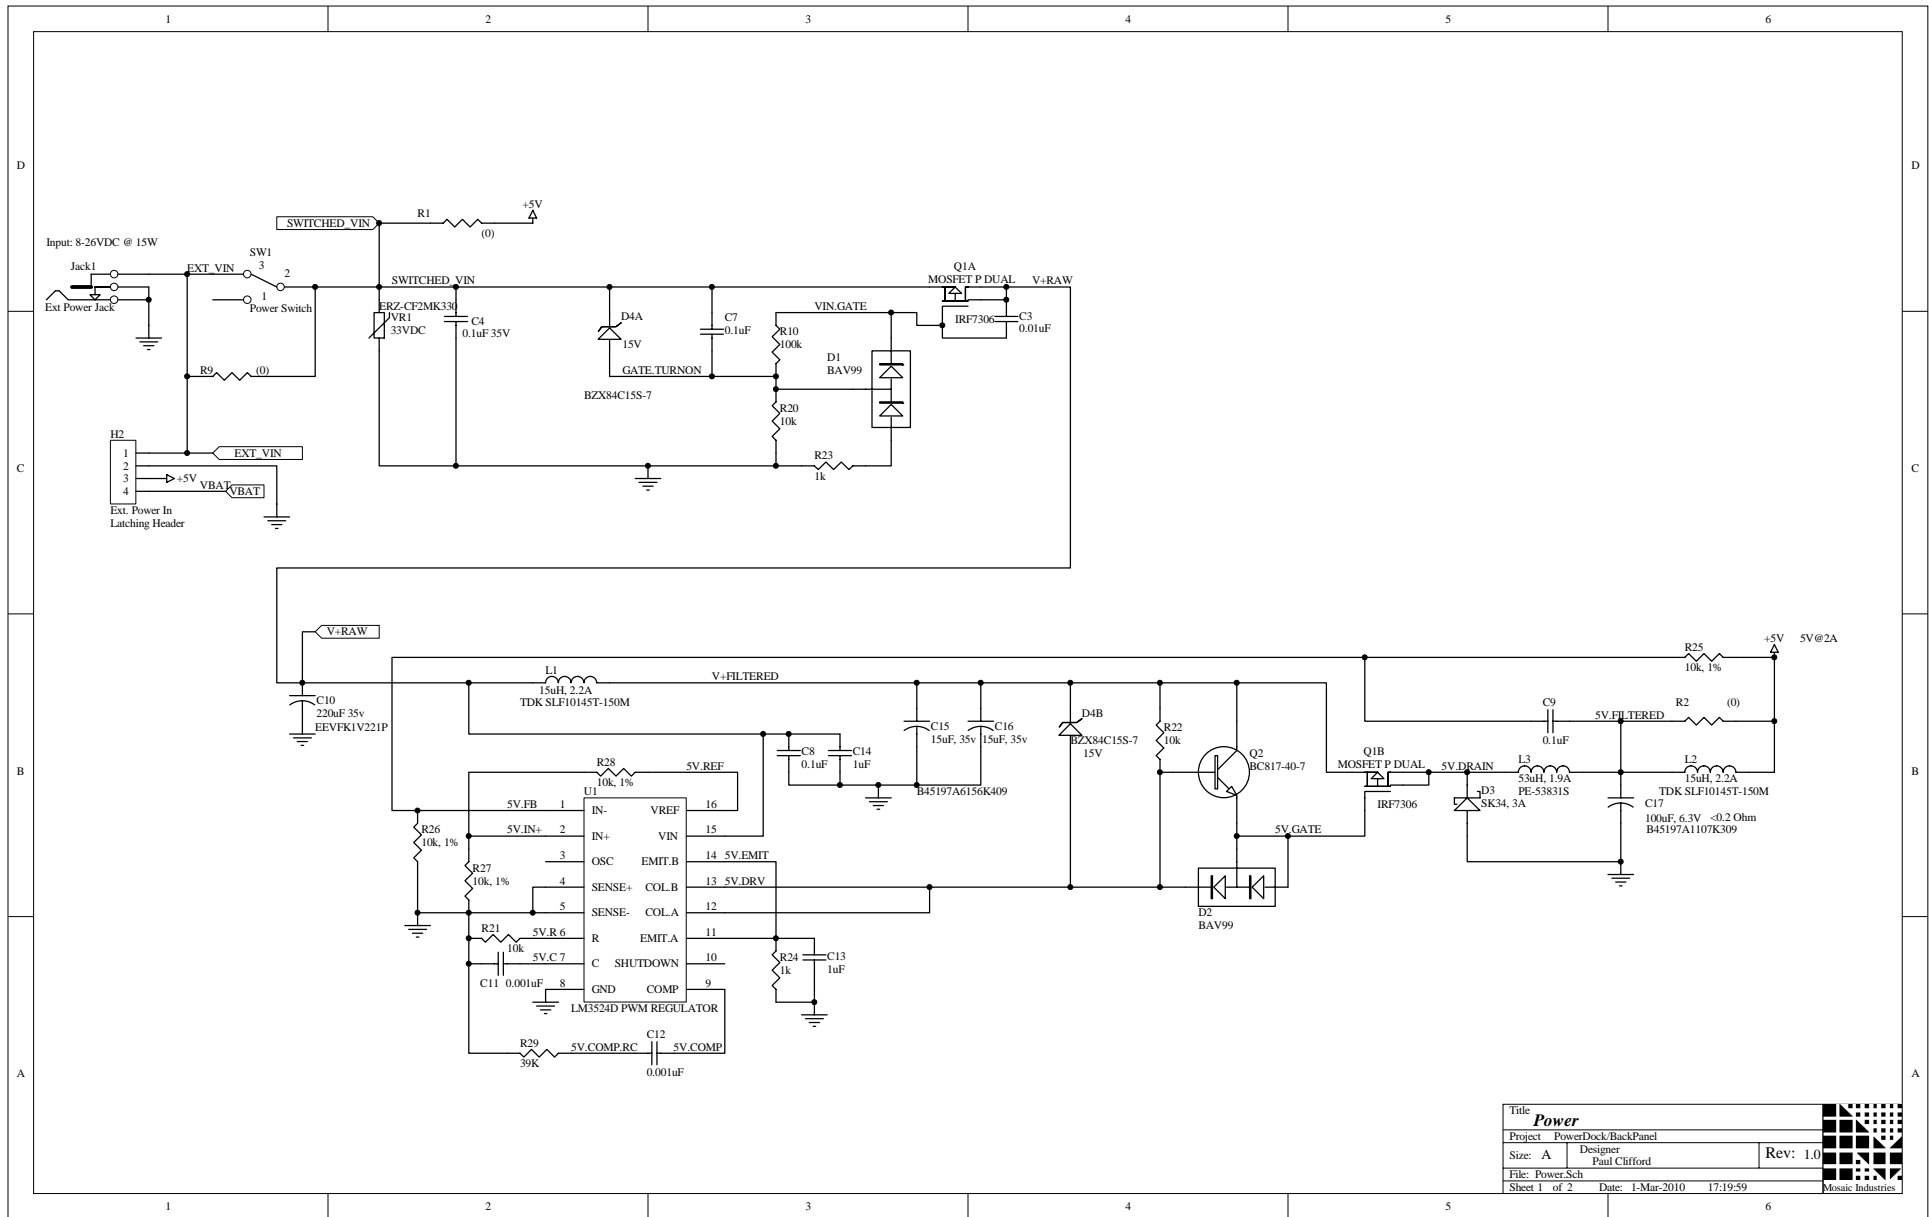 1 2 3 4 5 6
D D
C C
B B
A A
1 2 3 4 5 6
Input: 8-26VDC @ 15W
Jack1
Ext Power Jack
EXT_VIN
SW1
3
2
1
Power Switch
SWITCHED_VIN
R1
(0)
+5V
SWITCHED_VIN
R9 (0)
H2
1
2
3
4
EXT_VIN
+5V
VBAT
VBAT
Ext. Power In
Latching Header
ERZ-CF2MK330
VR1
33VDC
C4
0.1uF 35V
D4A
15V
BZX84C15S-7
GATE.TURNON
C7
0.1uF
R10
100k
R20
10k
R23
1k
VIN.GATE
D1
BAV99
Q1A
MOSFET P DUAL
IRF7306
V+RAW
C3
0.01uF
V+RAW
C10
220uF 35v
EEVFK1V221P
L1
15uH, 2.2A
TDK SLF10145T-150M
V+FILTERED
C8
0.1uF
C14
1uF
C15
15uF, 35v
C16
15uF, 35v
B45197A6156K409
D4B
BZX84C15S-7
15V
R22
10k
Q2
BC817-40-7
5V.GATE
D2
BAV99
Q1B
MOSFET P DUAL
IRF7306
5V.DRAIN
D3
SK34, 3A
L3
53uH, 1.9A
PE-53831S
C9
0.1uF
5V.FILTERED
R25
10k, 1%
R2 (0)
+5V 5V@2A
L2
15uH, 2.2A
TDK SLF10145T-150M
C17
100uF, 6.3V <0.2 Ohm
B45197A1107K309
R28
10k, 1%
5V.REF
U1
5V.FB 1 IN- VREF 16
5V.IN+ 2 IN+ VIN 15
3 OSC EMIT.B 14 5V.EMIT
4 SENSE+ COL.B 13 5V.DRV
5 SENSE- COL.A 12
5V.R 6 R EMIT.A 11
5V.C 7 C SHUTDOWN 10
8 GND COMP 9
LM3524D PWM REGULATOR
R26
10k, 1%
R27
10k, 1%
R21
10k
C11 0.001uF
R24
1k
C13
1uF
R29
39K
5V.COMP.RC
C12
0.001uF
5V.COMP
Title
Power
Project PowerDock/BackPanel
Size: A Designer
Paul Clifford
Rev: 1.0
File: Power.Sch
Sheet 1 of 2 Date: 1-Mar-2010 17:19:59
Mosaic Industries